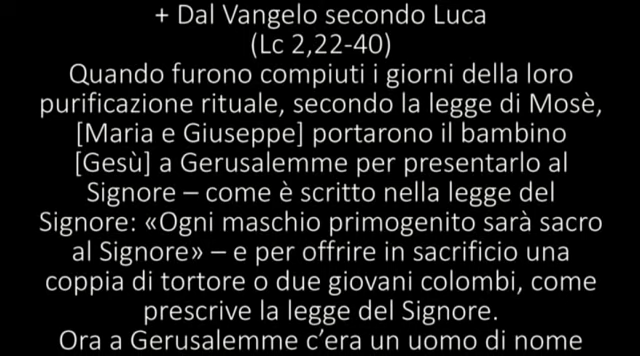 + Dal Vangelo secondo Luca
(Lc 2,22-40)
Quando furono compiuti i giorni della loro
purificazione rituale, secondo la legge di Mosè,
[Maria e Giuseppe] portarono il bambino
[Gesù] a Gerusalemme per presentarlo al
Signore – come è scritto nella legge del
Signore: «Ogni maschio primogenito sarà sacro
al Signore» – e per offrire in sacrificio una
coppia di tortore o due giovani colombi, come
prescrive la legge del Signore.
Ora a Gerusalemme c’era un uomo di nome